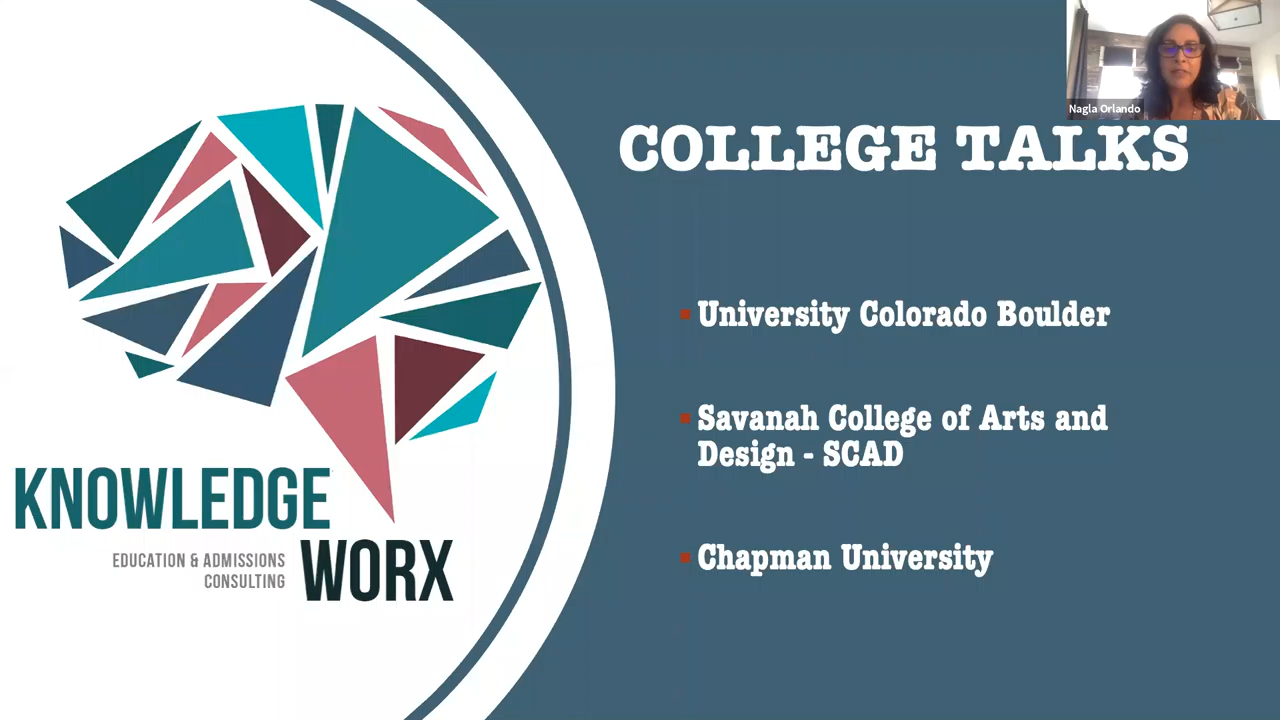 Nagla Orlando
COLLEGE TALKS
University Colorado Boulder
Savanah College of Arts and
Design - SCAD
Chapman University
KNOWLEDGE
EDUCATION & ADMISSIONS
CONSULTING
WORX